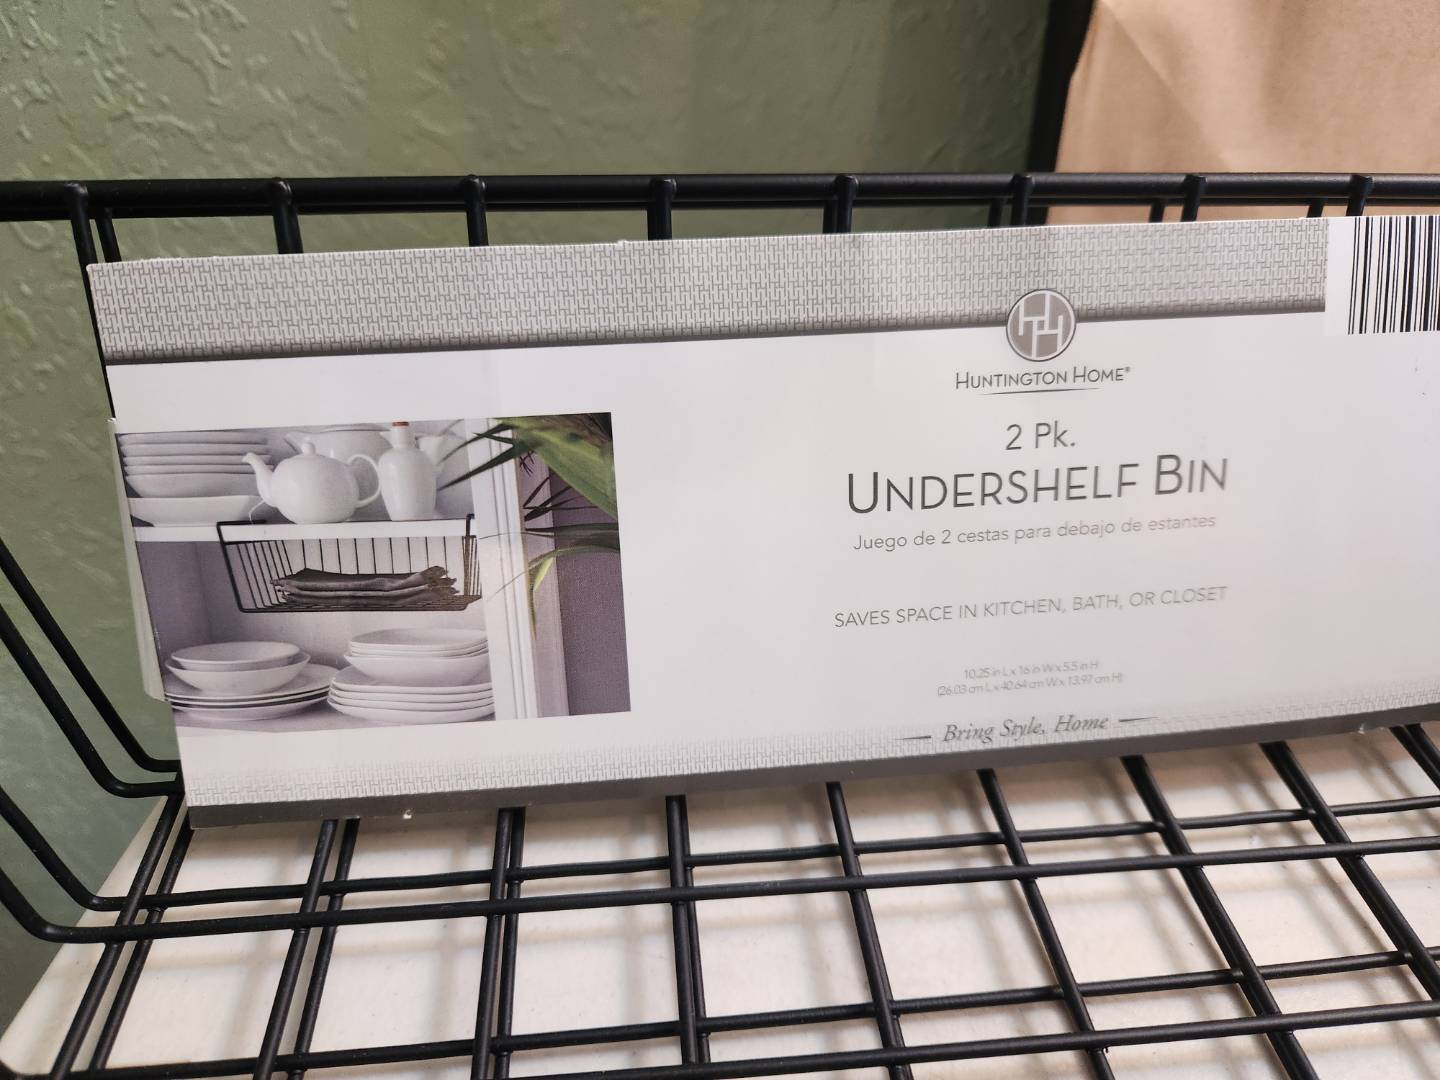 HUNTINGTON HOME®
2 Pk.
UNDERSHELF BIN
Juego de 2 cestas para debajo de estantes
SAVES SPACE IN KITCHEN, BATH, OR CLOSET
10.25 in L x 16 in W x 5.5 in H
(26.03 cm L x 40.64 cm W x 13.97 cm H)
Bring Style, Home